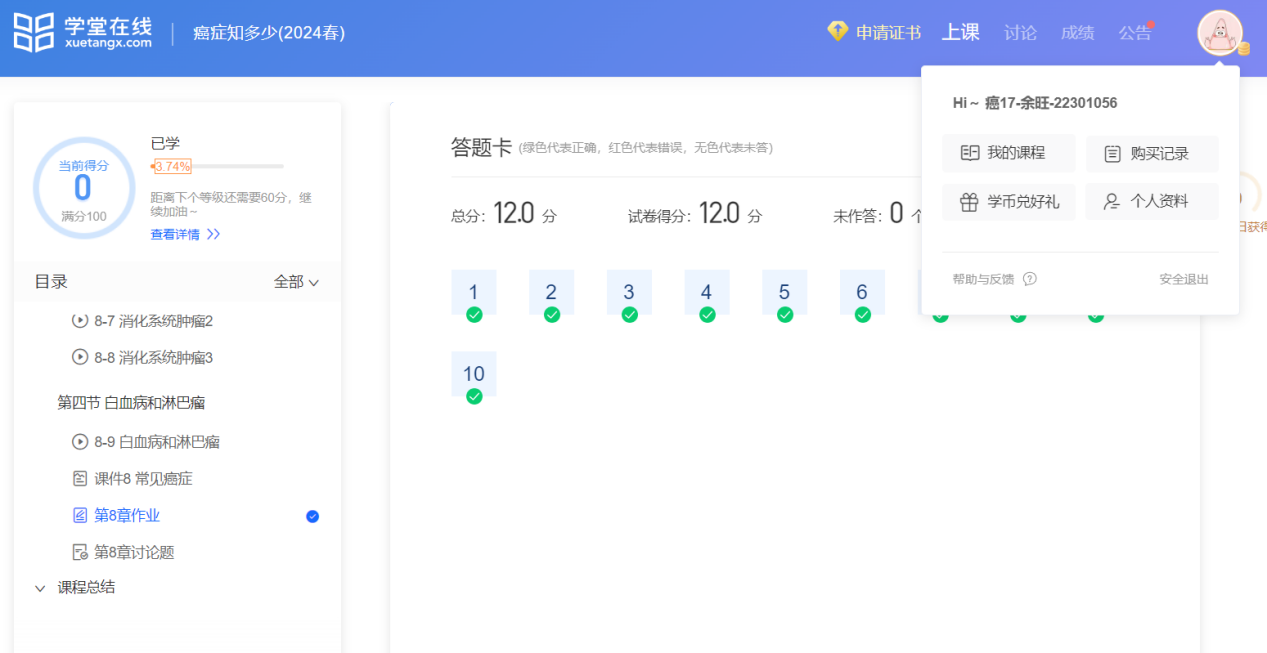 学堂在线
xuetangx.com
癌症知多少(2024春)
申请证书
上课
讨论
成绩
公告
Hi～ 癌17-余旺-22301056
我的课程
购买记录
学币兑好礼
个人资料
帮助与反馈
安全退出
当前得分
0
满分100
已学
3.74%
距离下个等级还需要60分，继
续加油～
查看详情
目录
全部
8-7 消化系统肿瘤2
8-8 消化系统肿瘤3
第四节 白血病和淋巴瘤
8-9 白血病和淋巴瘤
课件8 常见癌症
第8章作业
第8章讨论题
课程总结
答题卡 (绿色代表正确，红色代表错误，无色代表未答)
总分：12.0 分
试卷得分：12.0 分
未作答：0 个
1
2
3
4
5
6
10
日获得